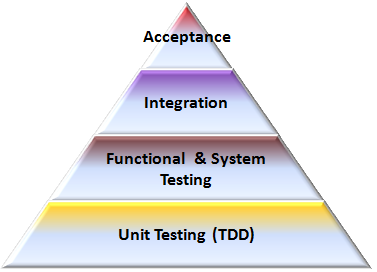 Acceptance
Integration
Functional & System
Testing
Unit Testing (TDD)